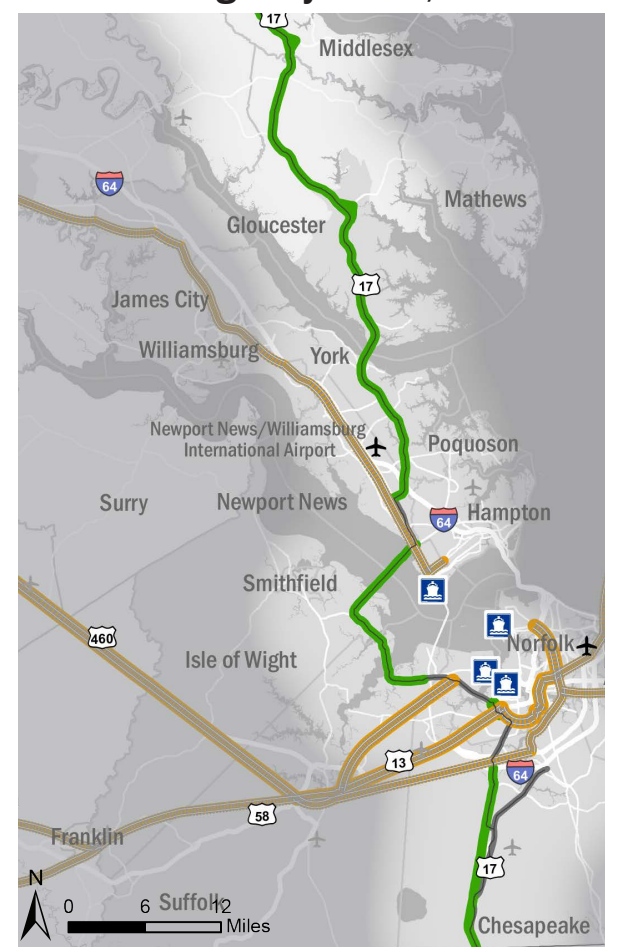 17
Middlesex
64
Mathews
Gloucester
17
James City
Williamsburg
York
Newport News/Williamsburg
International Airport
Poquoson
Surry
Newport News
64
Hampton
Smithfield
460
Norfolk
Isle of Wight
13
64
58
Franklin
17
N
0 6 12
Suffolk
Miles
Chesapeake